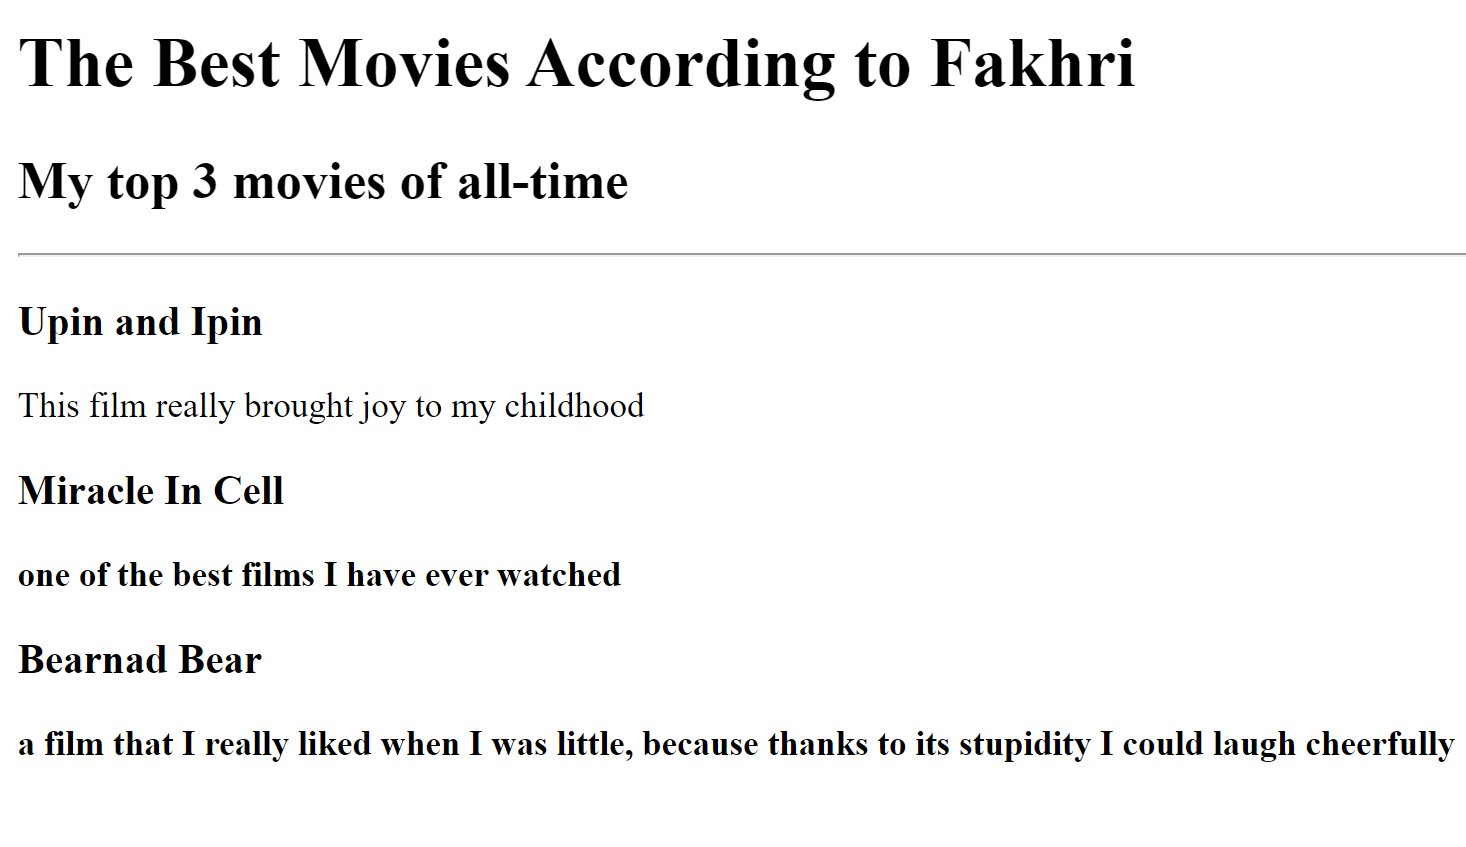 The Best Movies According to Fakhri
My top 3 movies of all-time
Upin and Ipin
This film really brought joy to my childhood
Miracle In Cell
one of the best films I have ever watched
Bearnad Bear
a film that I really liked when I was little, because thanks to its stupidity I could laugh cheerfully